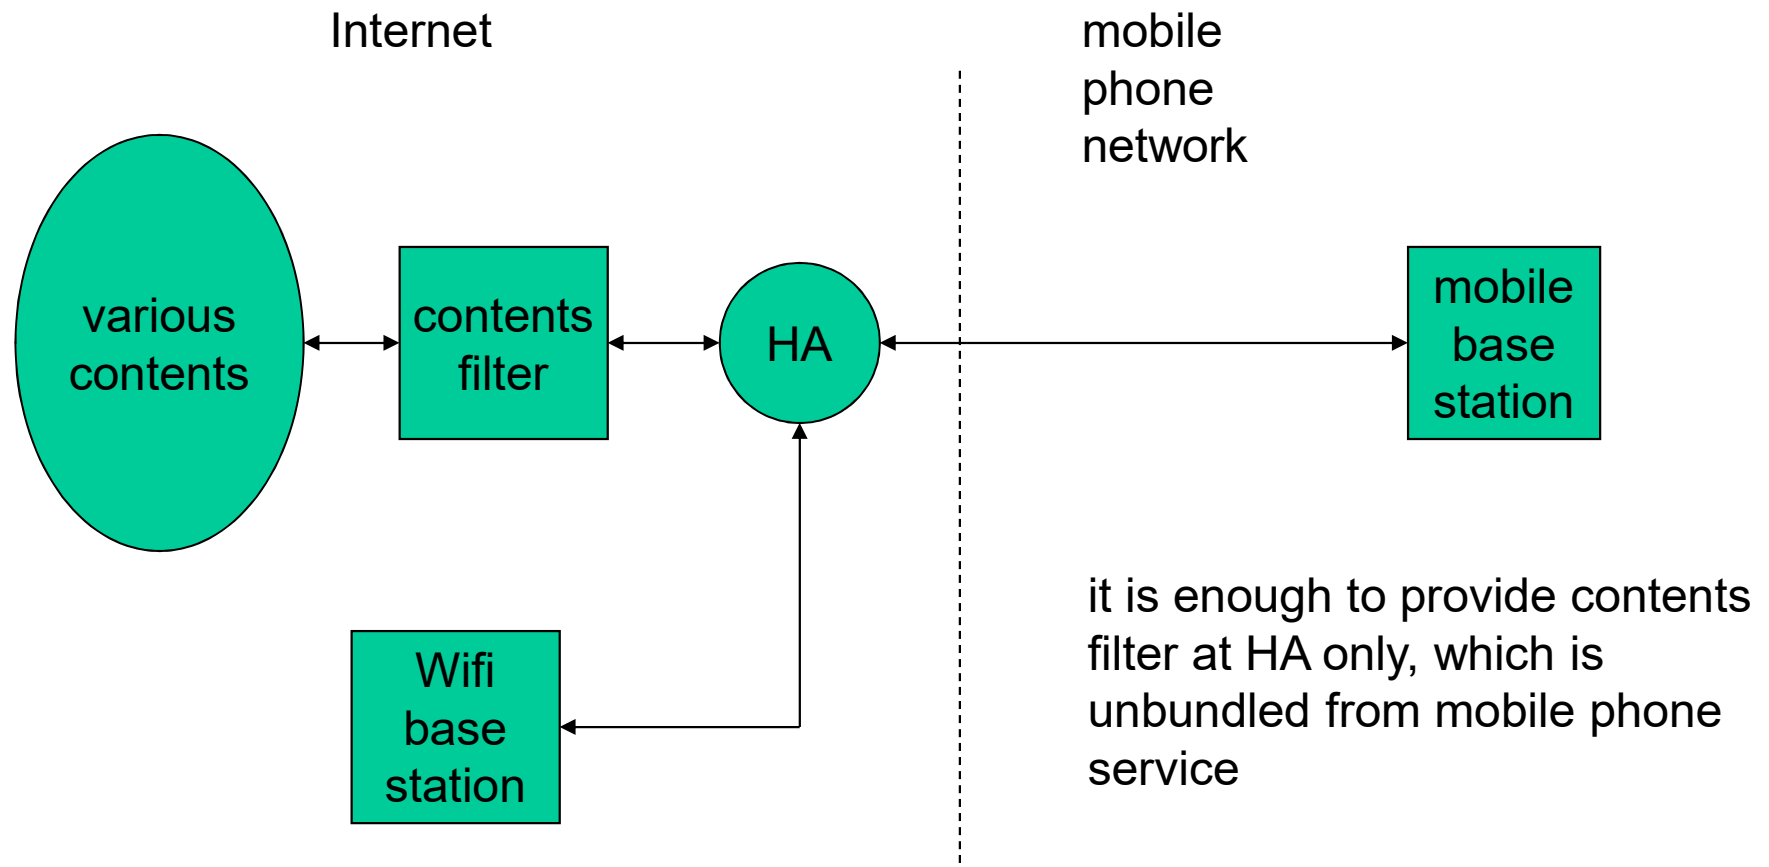 Internet
mobile
phone
network
various
contents
contents
filter
HA
mobile
base
station
Wifi
base
station
it is enough to provide contents
filter at HA only, which is
unbundled from mobile phone
service